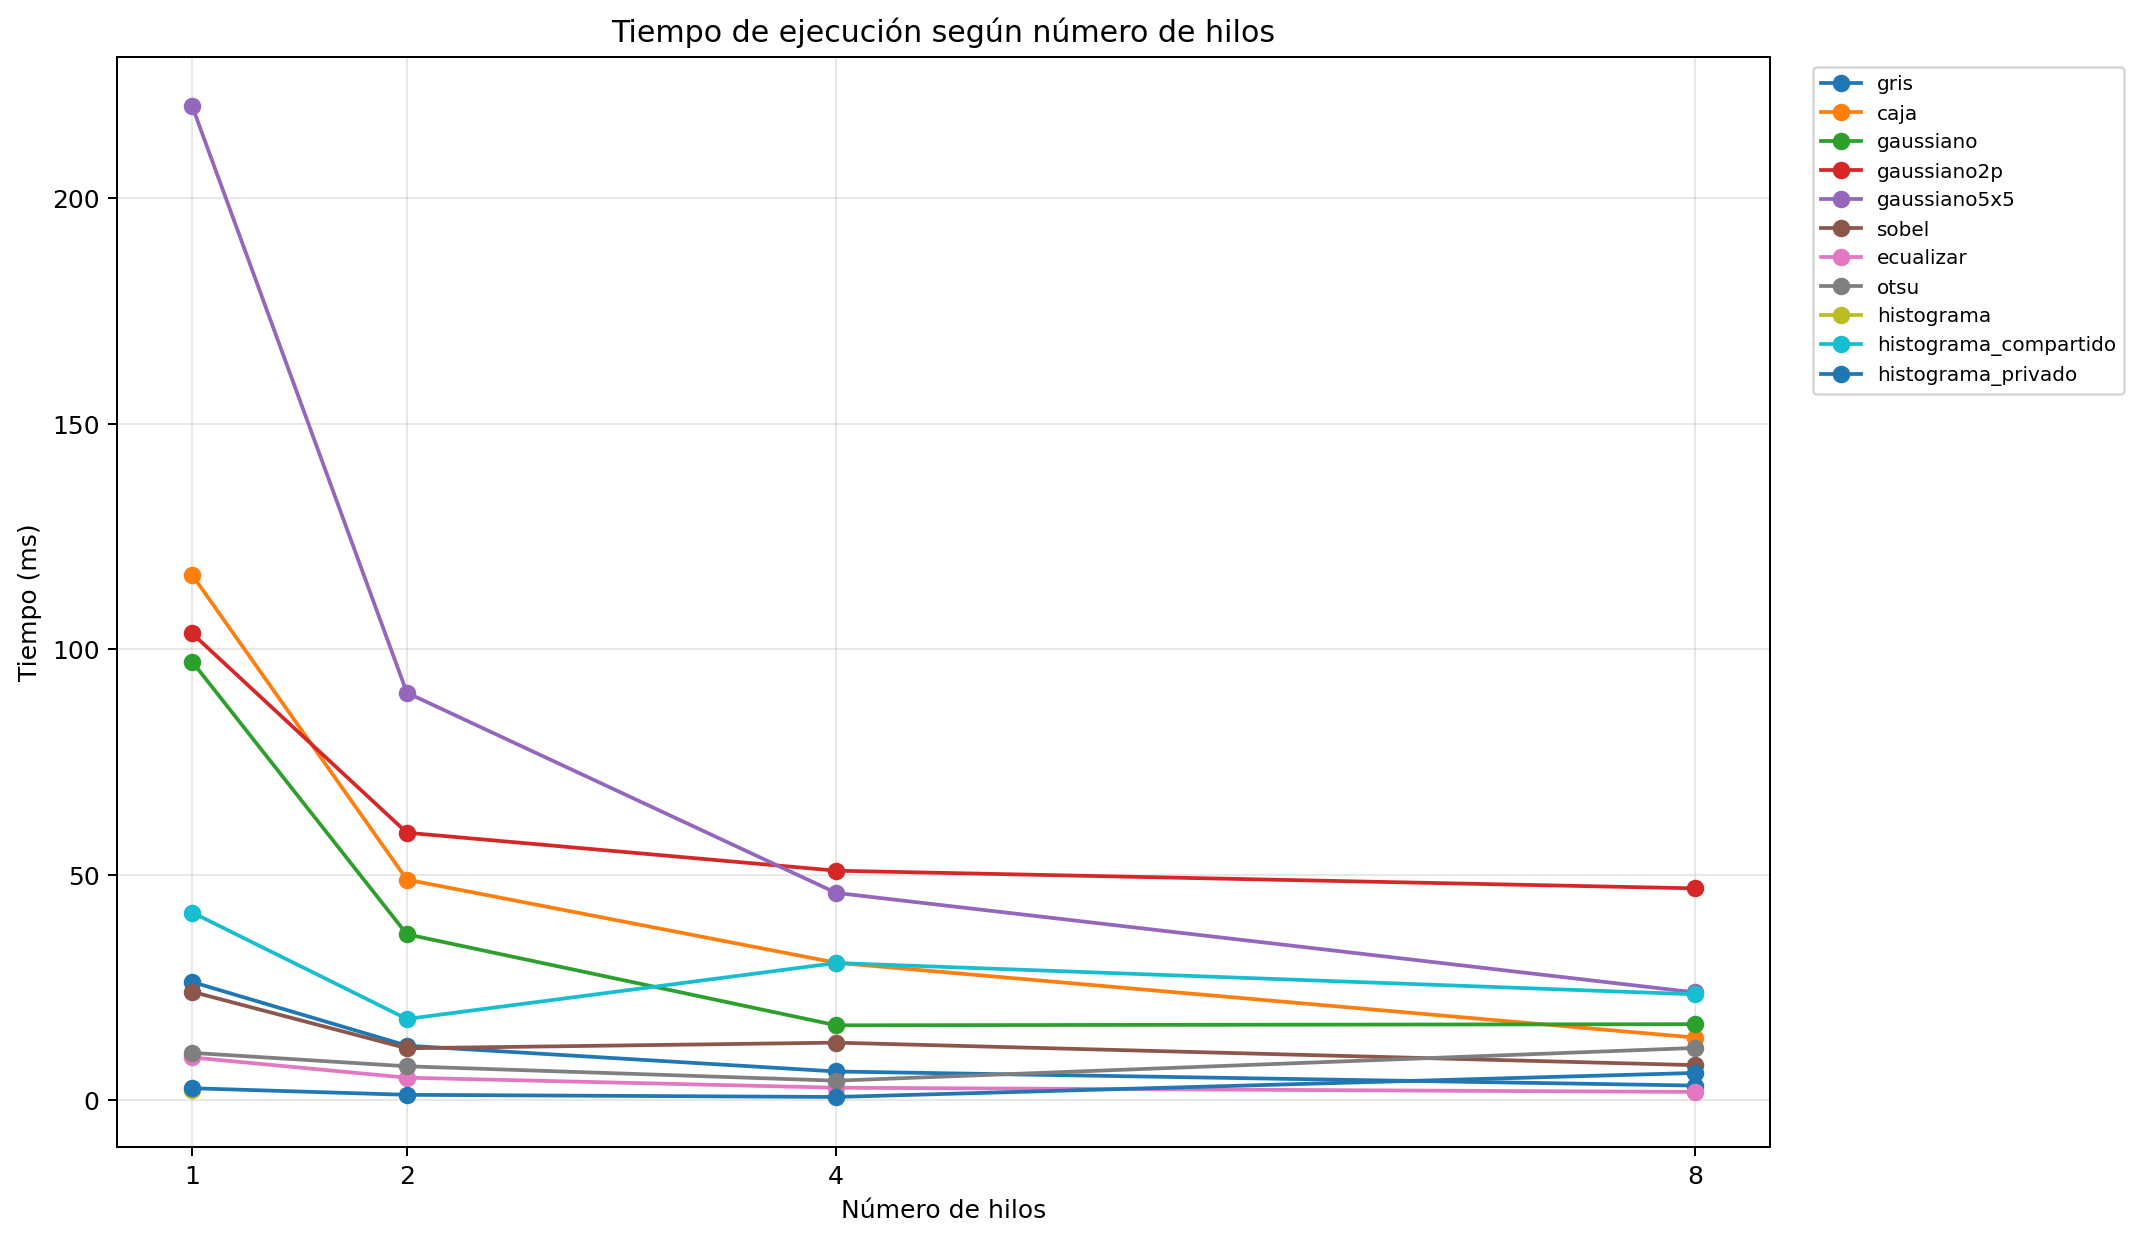 Tiempo de ejecución según número de hilos
Tiempo (ms)
200
150
100
50
0
1 2 4 8
Número de hilos
gris
caja
gaussiano
gaussiano2p
gaussiano5x5
sobel
ecualizar
otsu
histograma
histograma_compartido
histograma_privado